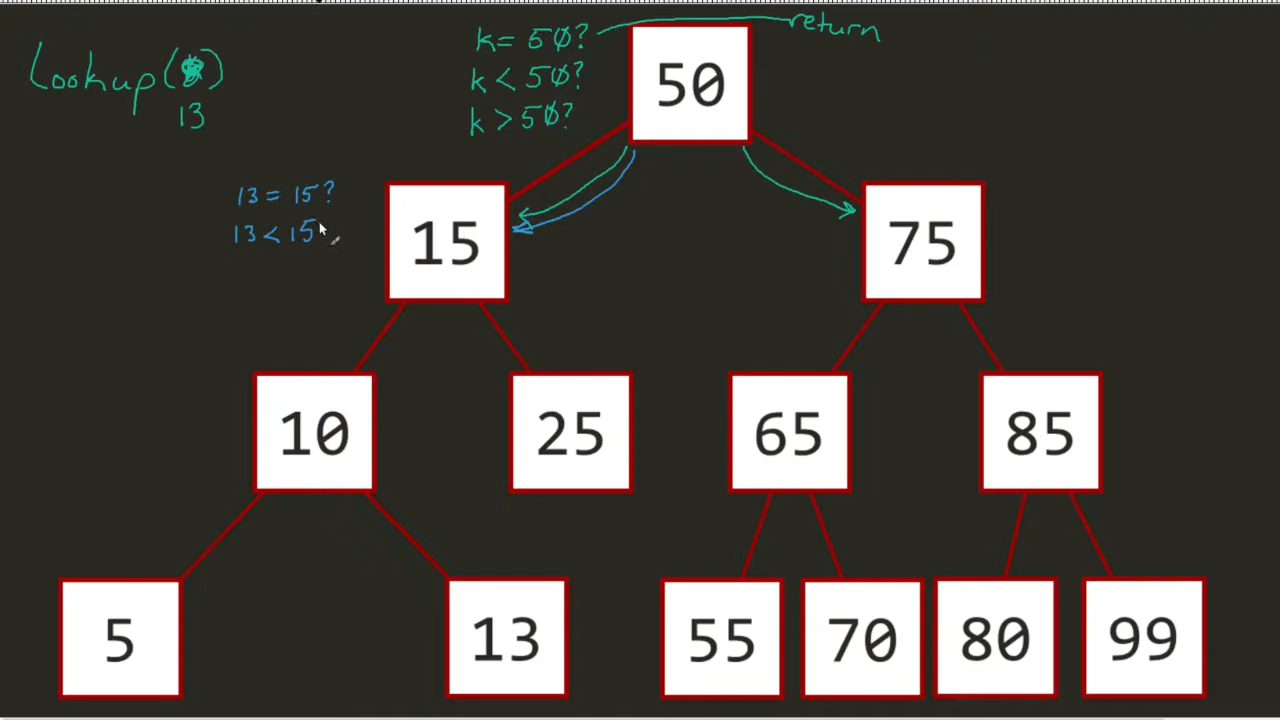 Lookup( )
13
k = 50?
return
k < 50?
k > 50?
50
13 = 15?
13 < 15
15
75
10
25
65
85
5
13
55
70
80
99